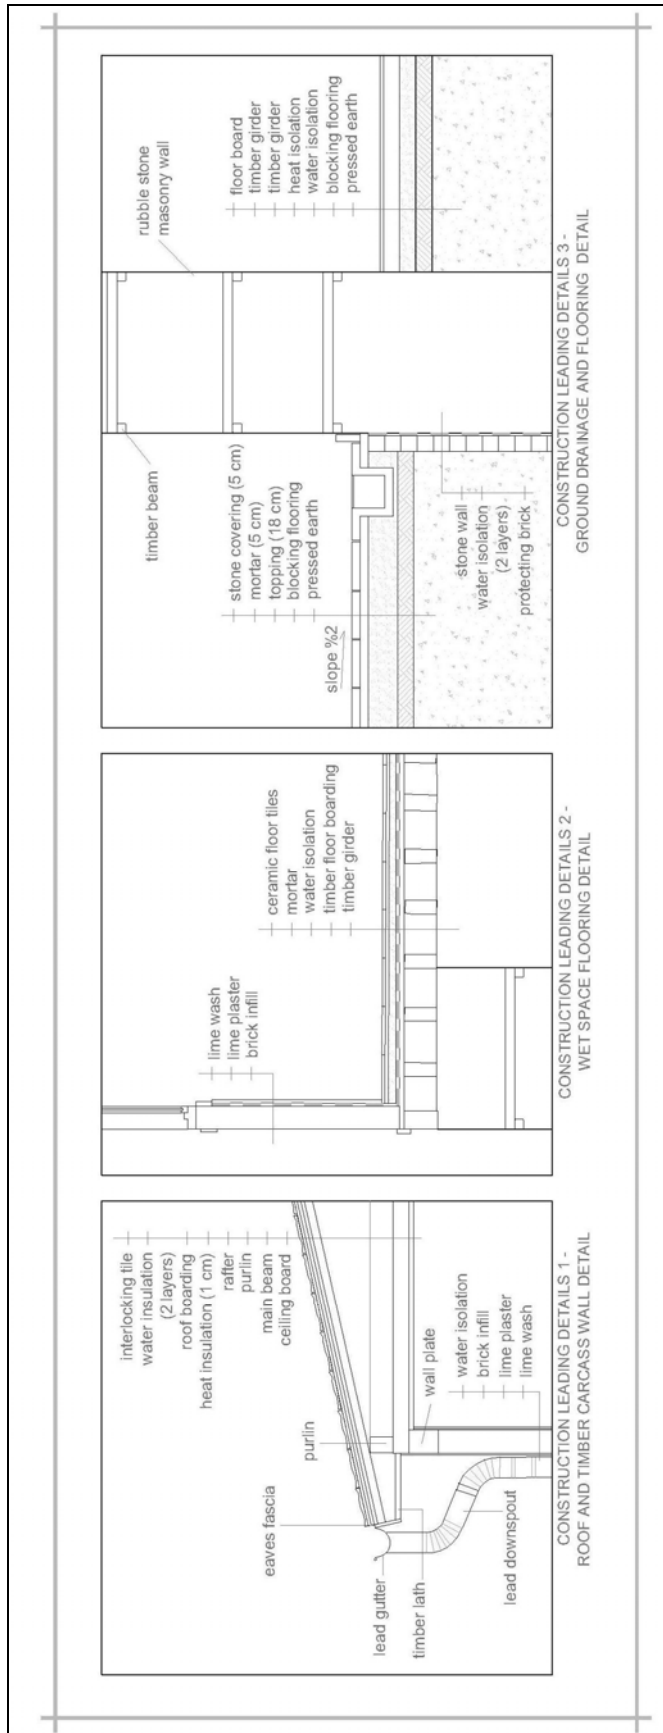 interlocking tile
water insulation
(2 layers)
roof boarding
heat insulation (1 cm)
rafter
purlin
main beam
ceiling board
eaves fascia
purlin
lead gutter
timber lath
wall plate
water isolation
brick infill
lime plaster
lime wash
lead downspout
CONSTRUCTION LEADING DETAILS 1 -
ROOF AND TIMBER CARCASS WALL DETAIL
lime wash
lime plaster
brick infill
ceramic floor tiles
mortar
water isolation
timber floor boarding
timber girder
CONSTRUCTION LEADING DETAILS 2 -
WET SPACE FLOORING DETAIL
timber beam
rubble stone
masonry wall
stone covering (5 cm)
mortar (5 cm)
topping (18 cm)
blocking flooring
pressed earth
slope %2
floor board
timber girder
timber girder
heat isolation
water isolation
blocking flooring
pressed earth
stone wall
water isolation
(2 layers)
protecting brick
CONSTRUCTION LEADING DETAILS 3 -
GROUND DRAINAGE AND FLOORING DETAIL